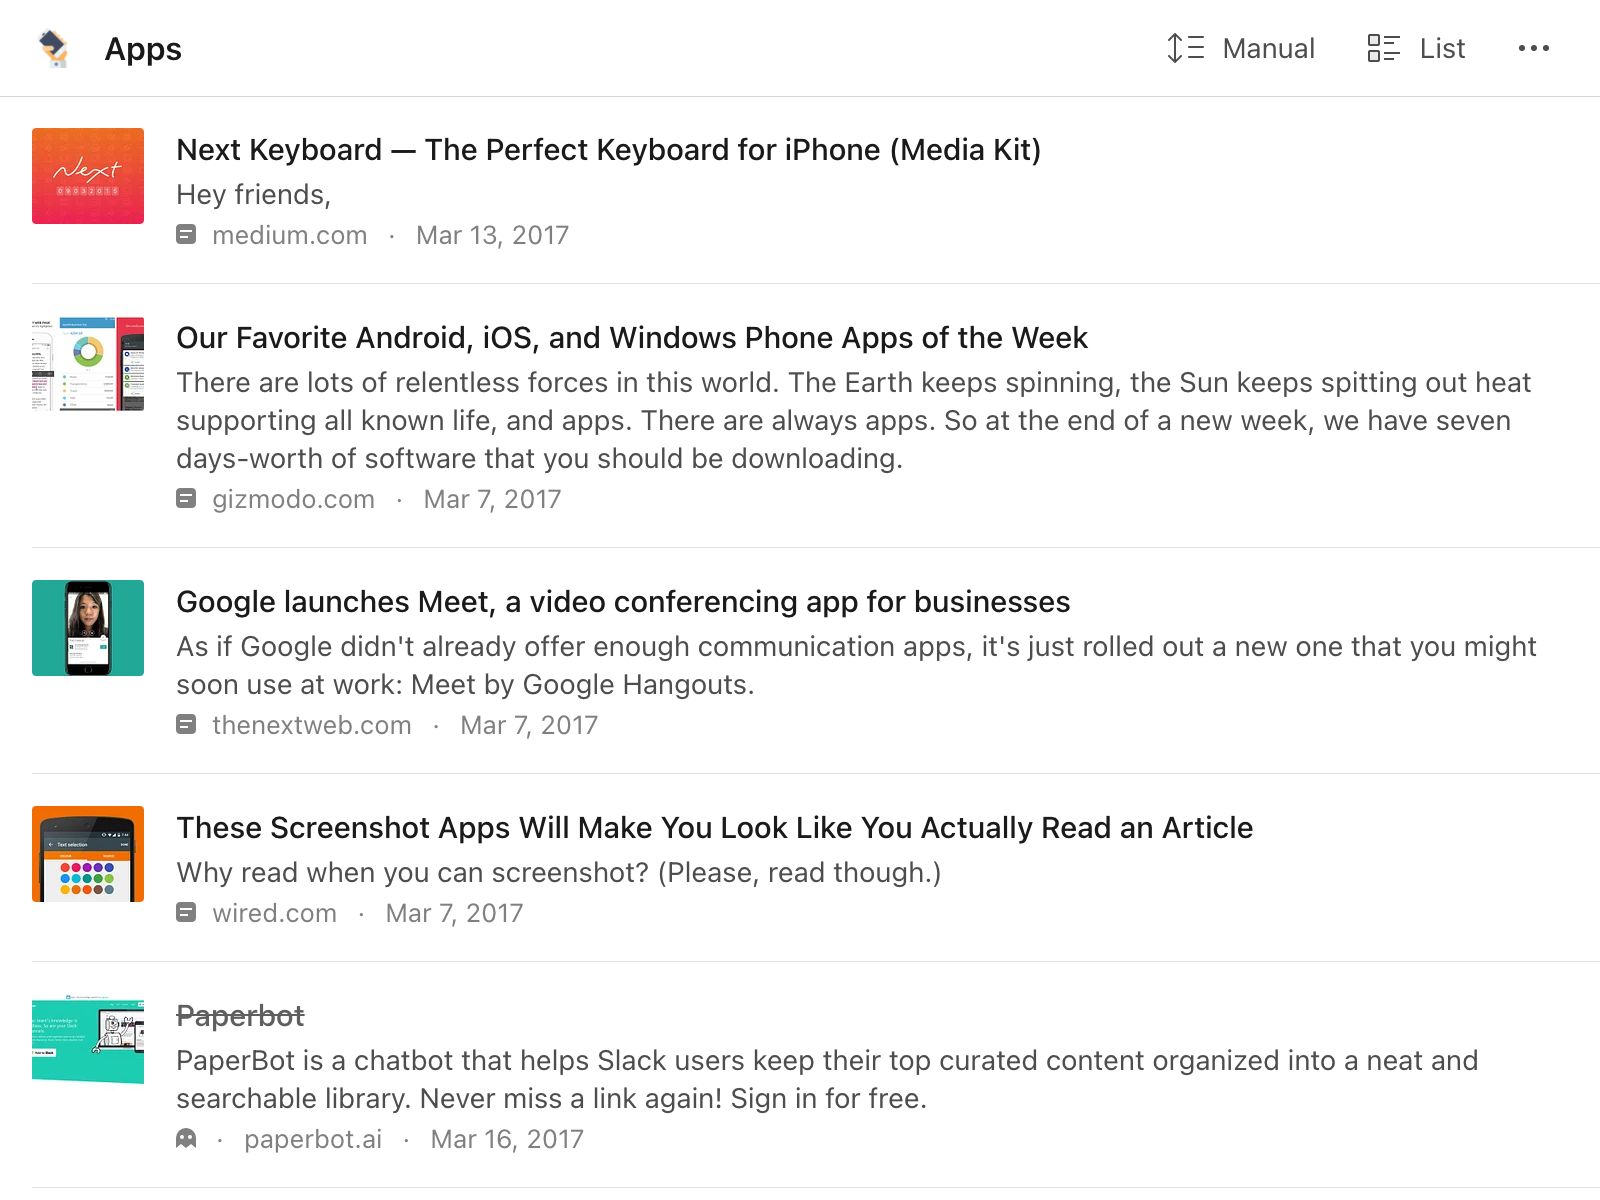 Apps
Manual
List
Next
09032015
Next Keyboard — The Perfect Keyboard for iPhone (Media Kit)
Hey friends,
medium.com · Mar 13, 2017
Our Favorite Android, iOS, and Windows Phone Apps of the Week
There are lots of relentless forces in this world. The Earth keeps spinning, the Sun keeps spitting out heat
supporting all known life, and apps. There are always apps. So at the end of a new week, we have seven
days-worth of software that you should be downloading.
gizmodo.com · Mar 7, 2017
Google launches Meet, a video conferencing app for businesses
As if Google didn't already offer enough communication apps, it's just rolled out a new one that you might
soon use at work: Meet by Google Hangouts.
thenextweb.com · Mar 7, 2017
Text selection
These Screenshot Apps Will Make You Look Like You Actually Read an Article
Why read when you can screenshot? (Please, read though.)
wired.com · Mar 7, 2017
Paperbot
PaperBot is a chatbot that helps Slack users keep their top curated content organized into a neat and
searchable library. Never miss a link again! Sign in for free.
· paperbot.ai · Mar 16, 2017